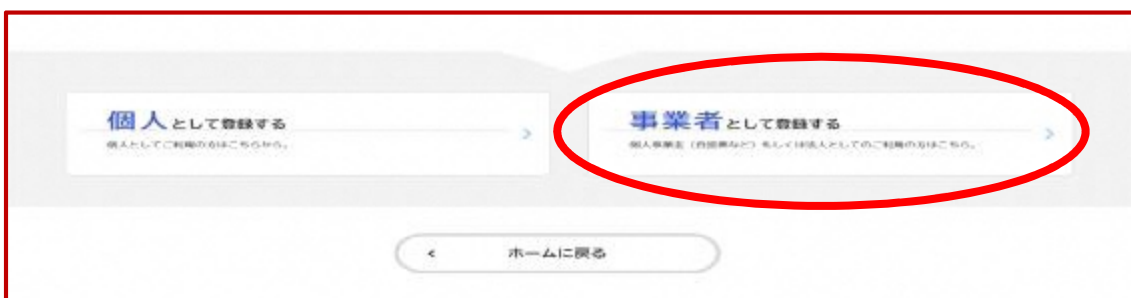 個人として登録する
個人としてご利用の方はこちらから。
事業者として登録する
個人事業主（自営業など）もしくは法人としてのご利用の方はこちら。
ホームに戻る